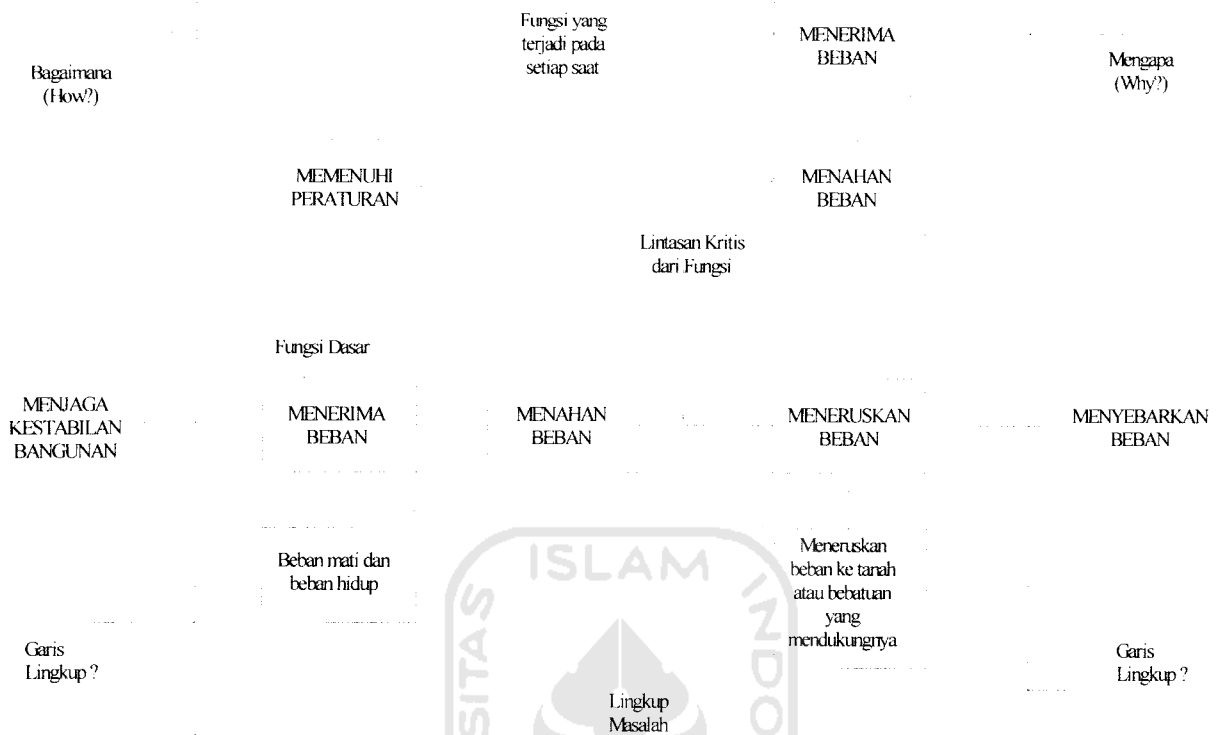 Fungsi yang
terjadi pada
setiap saat
MENERIMA
BEBAN
Bagaimana
(How?)
Mengapa
(Why?)
MEMENUHI
PERATURAN
MENAHAN
BEBAN
Lintasan Kritis
dari Fungsi
Fungsi Dasar
MENJAGA
KESTABILAN
BANGUNAN
MENERIMA
BEBAN
MENAHAN
BEBAN
MENERUSKAN
BEBAN
MENYEBARKAN
BEBAN
Beban mati dan
beban hidup
Meneruskan
beban ke tanah
atau bebatuan
yang
mendukungnya
Garis
Lingkup ?
Garis
Lingkup ?
Lingkup
Masalah
ISLAM
SITAS
INDO